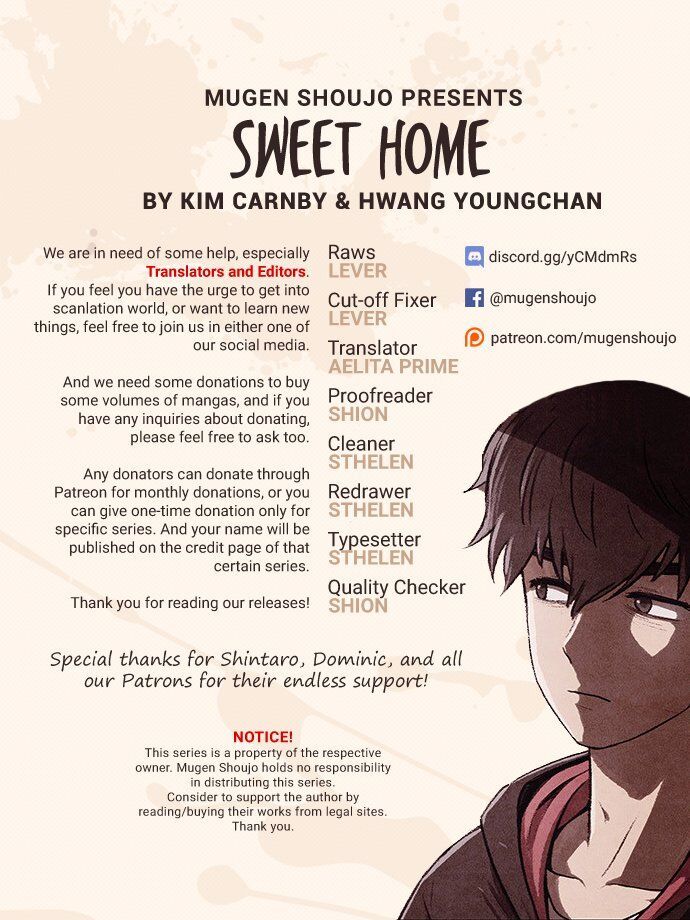 MUGEN SHOUJO PRESENTS
SWEET HOME
BY KIM CARNBY & HWANG YOUNGCHAN
We are in need of some help, especially
Translators and Editors.
If you feel you have the urge to get into
scanlation world, or want to learn new
things, feel free to join us in either one of
our social media.
And we need some donations to buy
some volumes of mangas, and if you
have any inquiries about donating,
please feel free to ask too.
Any donators can donate through
Patreon for monthly donations, or you
can give one-time donation only for
specific series. And your name will be
published on the credit page of that
certain series.
Thank you for reading our releases!
Raws
LEVER
Cut-off Fixer
LEVER
Translator
AELITA PRIME
Proofreader
SHION
Cleaner
STHELEN
Redrawer
STHELEN
Typesetter
STHELEN
Quality Checker
SHION
discord.gg/yCMdmRs
@mugenshoujo
patreon.com/mugenshoujo
Special thanks for Shintaro, Dominic, and all
our Patrons for their endless support!
NOTICE!
This series is a property of the respective
owner. Mugen Shoujo holds no responsibility
in distributing this series.
Consider to support the author by
reading/buying their works from legal sites.
Thank you.